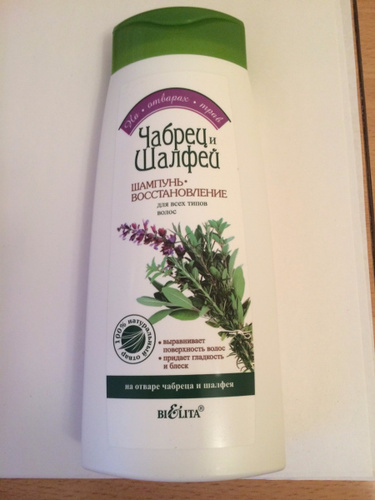 На • отварах • трав
Чабрец и
Шалфей
ШАМПУНЬ•
ВОССТАНОВЛЕНИЕ
для всех типов
волос
100% натуральный отвар
• выравнивает
поверхность волос
• придает гладкость
и блеск
на отваре чабреца и шалфея
BIELITA®